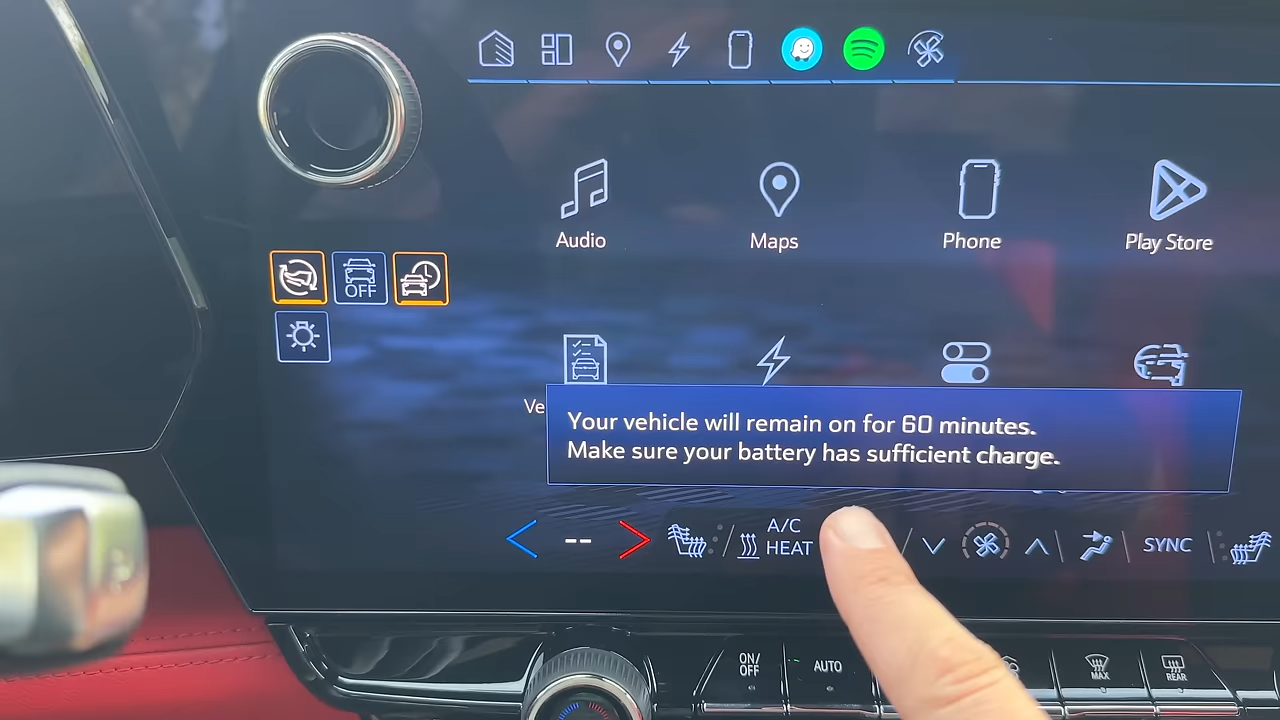 Audio
Maps
Phone
Play Store
OFF
Ve
Your vehicle will remain on for 60 minutes.
Make sure your battery has sufficient charge.
--
A/C
HEAT
SYNC
ON/
OFF
AUTO
MAX
REAR